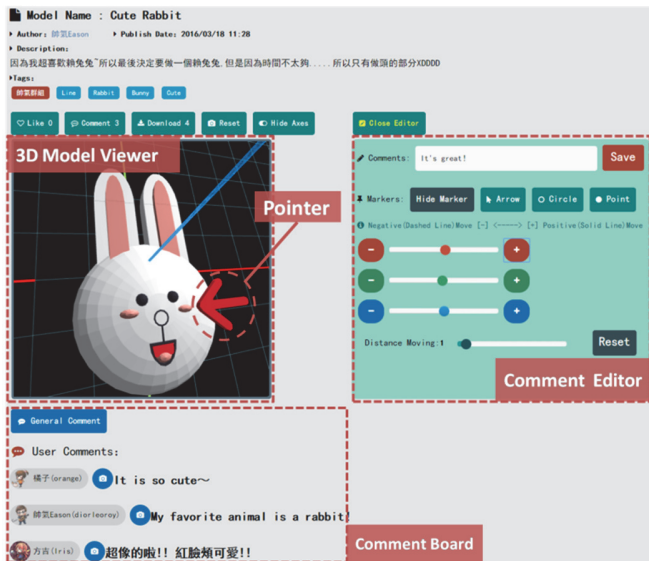 Model Name : Cute Rabbit
Author: 帥氣Eason Publish Date: 2016/03/18 11:28
Description:
因為我超喜歡賴兔兔~所以最後決定要做一個賴兔兔.但是因為時間不太夠.....所以只有做頭的部分XDDDD
Tags:
帥氣群組 Line Rabbit Bunny Cute
Like 0 Comment 3 Download 4 Reset Hide Axes Close Editor
3D Model Viewer
Pointer
Comments: It's great! Save
Markers: Hide Marker Arrow Circle Point
Negative(Dashed Line)Move [-] <-----> [+] Positive(Solid Line)Move
- +
- +
- +
Distance Moving:1 Reset
Comment Editor
General Comment
User Comments:
橘子(orange) It is so cute~
帥氣Eason(diorleoroy) My favorite animal is a rabbit!
方吉(Iris) 超像的啦!! 紅臉頰可愛!!
Comment Board